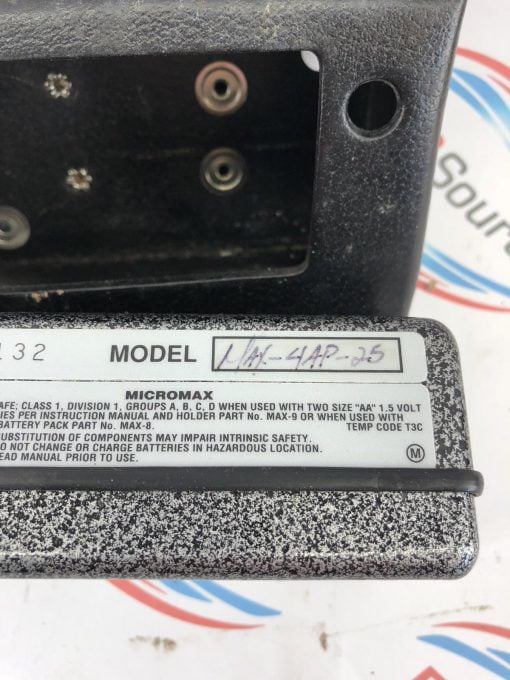 Sour
132 MODEL MAX-4AP-25
MICROMAX
AFE; CLASS 1, DIVISION 1, GROUPS A, B, C, D WHEN USED WITH TWO SIZE "AA" 1.5 VOLT
IES PER INSTRUCTION MANUAL AND HOLDER PART No. MAX-9 OR WHEN USED WITH
BATTERY PACK PART No. MAX-8. TEMP CODE T3C
SUBSTITUTION OF COMPONENTS MAY IMPAIR INTRINSIC SAFETY.
O NOT CHANGE OR CHARGE BATTERIES IN HAZARDOUS LOCATION.
EAD MANUAL PRIOR TO USE. M